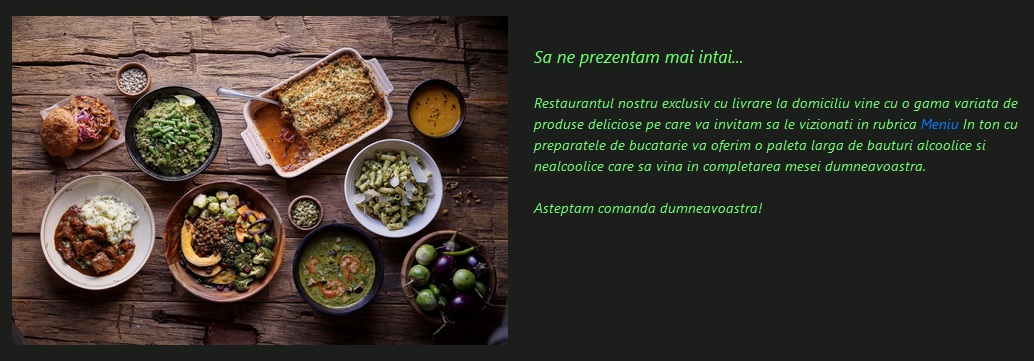 Sa ne prezentam mai intai...
Restaurantul nostru exclusiv cu livrare la domiciliu vine cu o gama variata de
produse deliciose pe care va invitam sa le vizionati in rubrica Meniu In ton cu
preparatele de bucatarie va oferim o paleta larga de bauturi alcoolice si
nealcoolice care sa vina in completarea mesei dumneavoastra.
Asteptam comanda dumneavoastra!